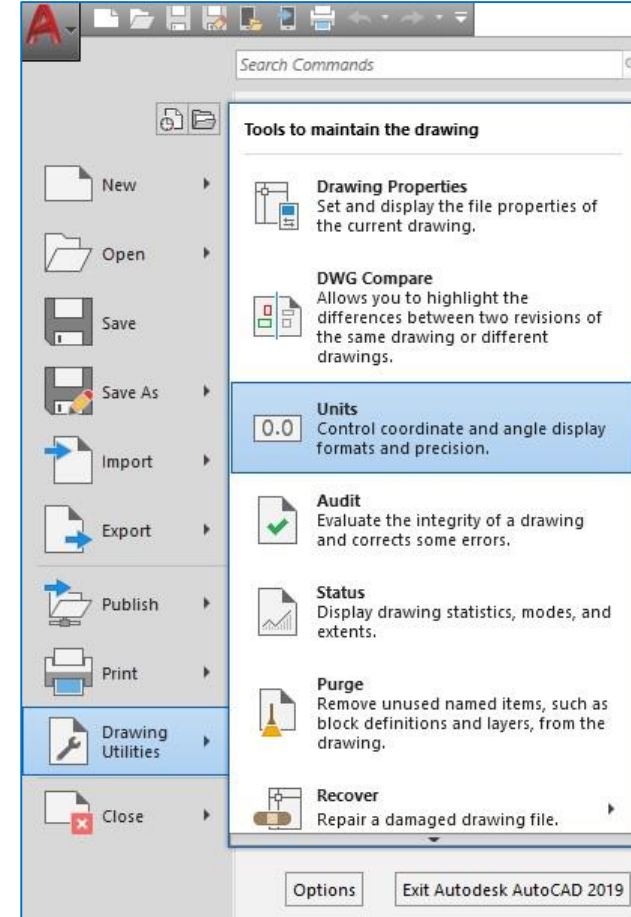 A
Search Commands
Tools to maintain the drawing
New
Open
Save
Save As
Import
Export
Publish
Print
Drawing
Utilities
Close
Drawing Properties
Set and display the file properties of
the current drawing.
DWG Compare
Allows you to highlight the
differences between two revisions of
the same drawing or different
drawings.
0.0
Units
Control coordinate and angle display
formats and precision.
Audit
Evaluate the integrity of a drawing
and corrects some errors.
Status
Display drawing statistics, modes, and
extents.
Purge
Remove unused named items, such as
block definitions and layers, from the
drawing.
Recover
Repair a damaged drawing file.
Options
Exit Autodesk AutoCAD 2019